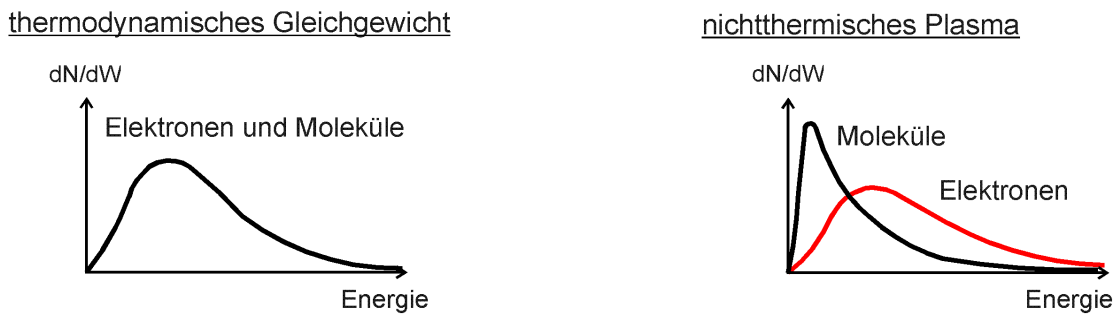 thermodynamisches Gleichgewicht
dN/dW
Elektronen und Moleküle
Energie
nichtthermisches Plasma
dN/dW
Moleküle
Elektronen
Energie